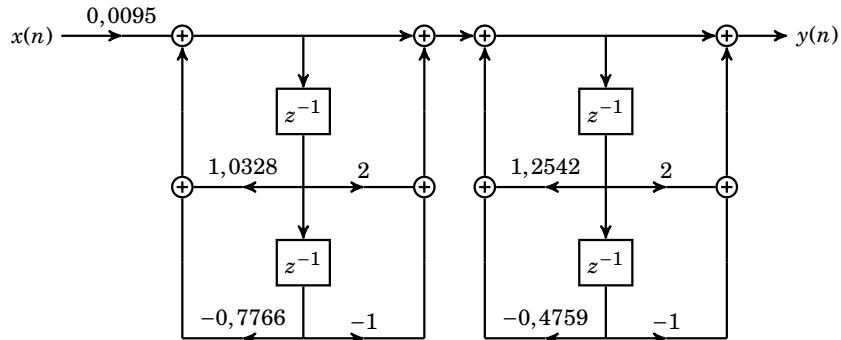 0,0095
x(n) + + + + y(n)
z⁻¹ z⁻¹
1,0328 2 1,2542 2
+ + + +
z⁻¹ z⁻¹
−0,7766 −1 −0,4759 −1